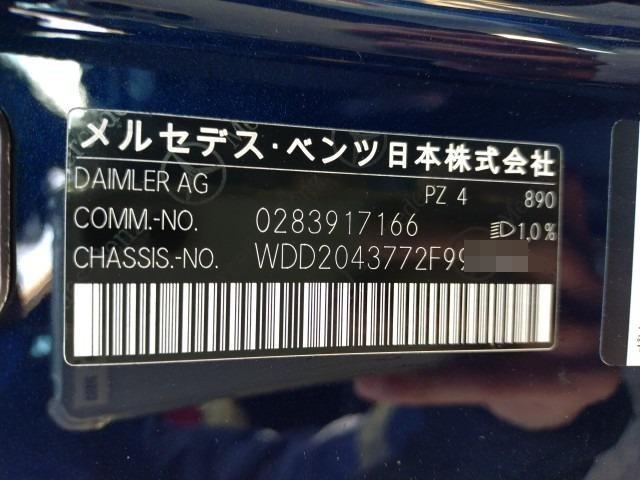 メルセデス・ベンツ日本株式会社
DAIMLER AG
PZ 4 890
COMM.-NO. 0283917166 1,0 %
CHASSIS.-NO. WDD2043772F99